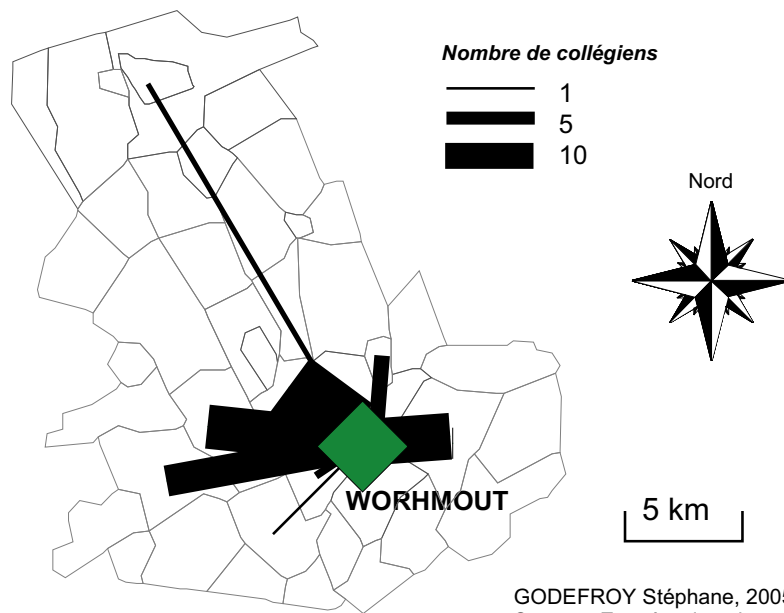 Nombre de collégiens
1
5
10
Nord
WORHMOUT
5 km
GODEFROY Stéphane, 2005